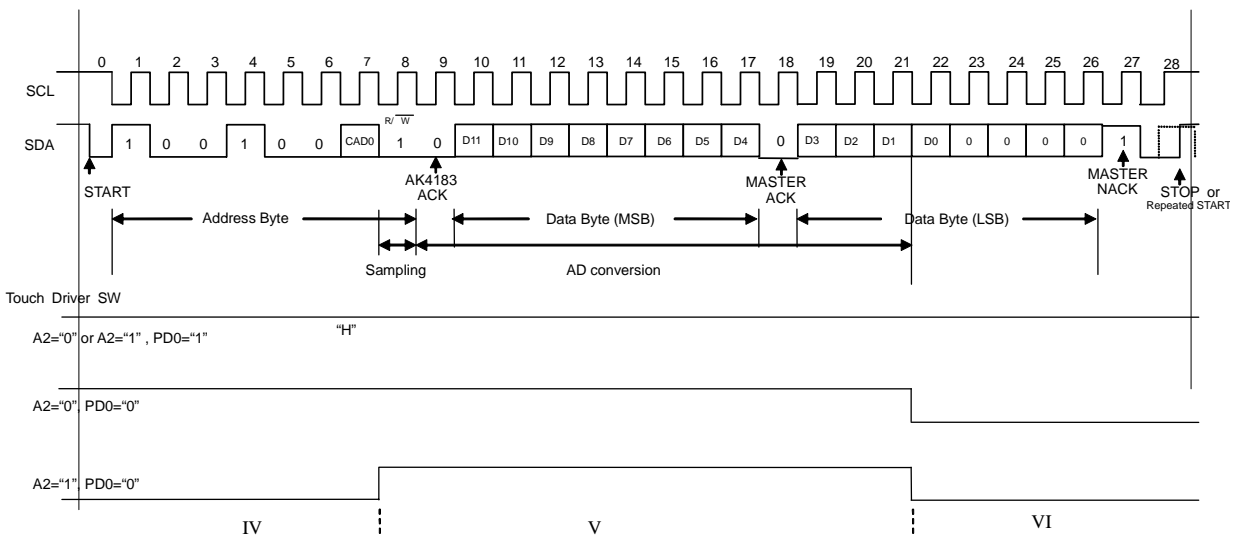 0 1 2 3 4 5 6 7 8 9 10 11 12 13 14 15 16 17 18 19 20 21 22 23 24 25 26 27 28
SCL
R/W
SDA 1 0 0 1 0 0 CAD0 1 0 D11 D10 D9 D8 D7 D6 D5 D4 0 D3 D2 D1 D0 0 0 0 0 1
START AK4183 MASTER MASTER STOP or
ACK ACK NACK Repeated START
Address Byte Data Byte (MSB) Data Byte (LSB)
Sampling AD conversion
Touch Driver SW
A2=“0” or A2=“1” , PD0=“1” “H”
A2=“0”, PD0=“0”
A2=“1”, PD0=“0”
IV V VI